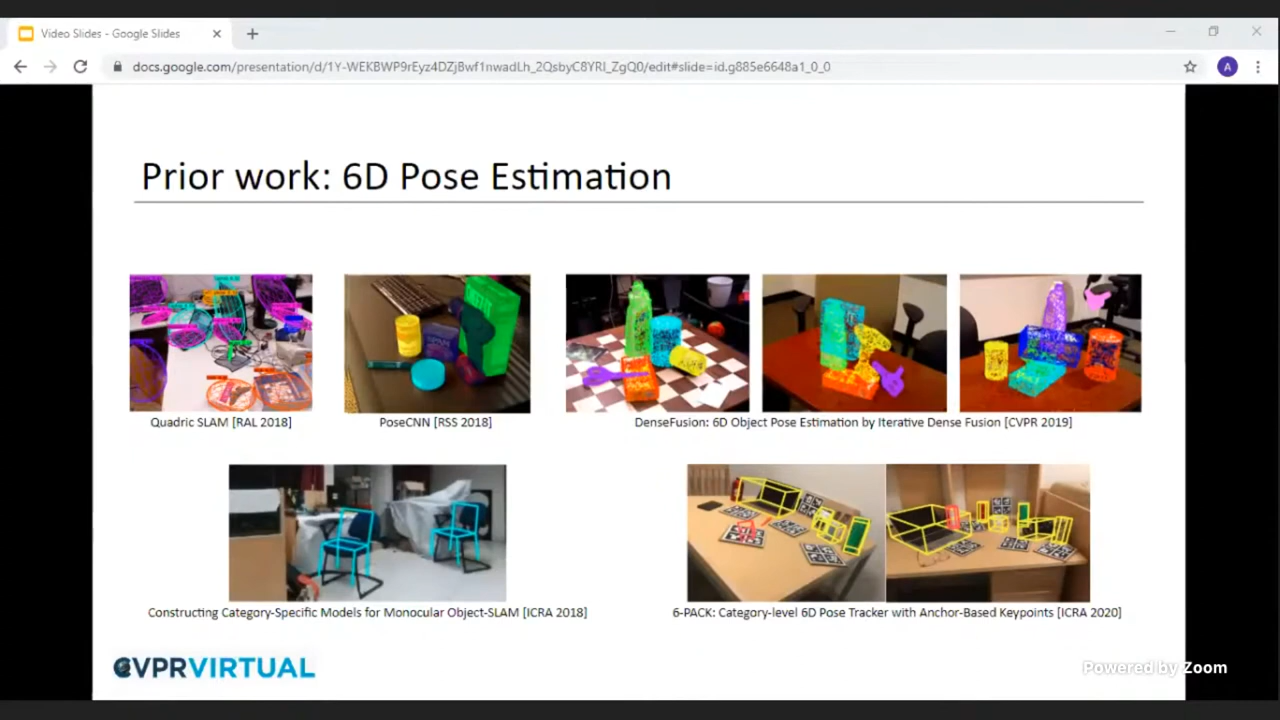 Video Slides - Google Slides
docs.google.com/presentation/d/1Y-WEKBWP9rEyz4DZjBwf1nwadLh_2QsbyC8YRI_ZgQ0/edit#slide=id.g885e6648a1_0_0
A
Prior work: 6D Pose Estimation
Quadric SLAM [RAL 2018]
PoseCNN [RSS 2018]
DenseFusion: 6D Object Pose Estimation by Iterative Dense Fusion [CVPR 2019]
Constructing Category-Specific Models for Monocular Object-SLAM [ICRA 2018]
6-PACK: Category-level 6D Pose Tracker with Anchor-Based Keypoints [ICRA 2020]
CVPRVIRTUAL
Powered by Zoom